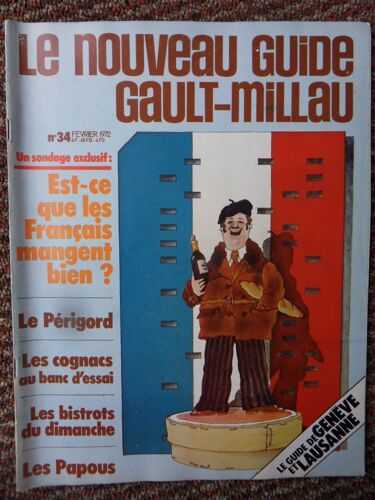 Le nouveau Guide
Gault-Millau
n°34 FÉVRIER 1972
Un sondage exclusif :
Est-ce
que les
Français
mangent
bien ?
Le Périgord
Les cognacs
au banc d'essai
Les bistrots
du dimanche
Les Papous
LE GUIDE DE GENEVE
ET LAUSANNE